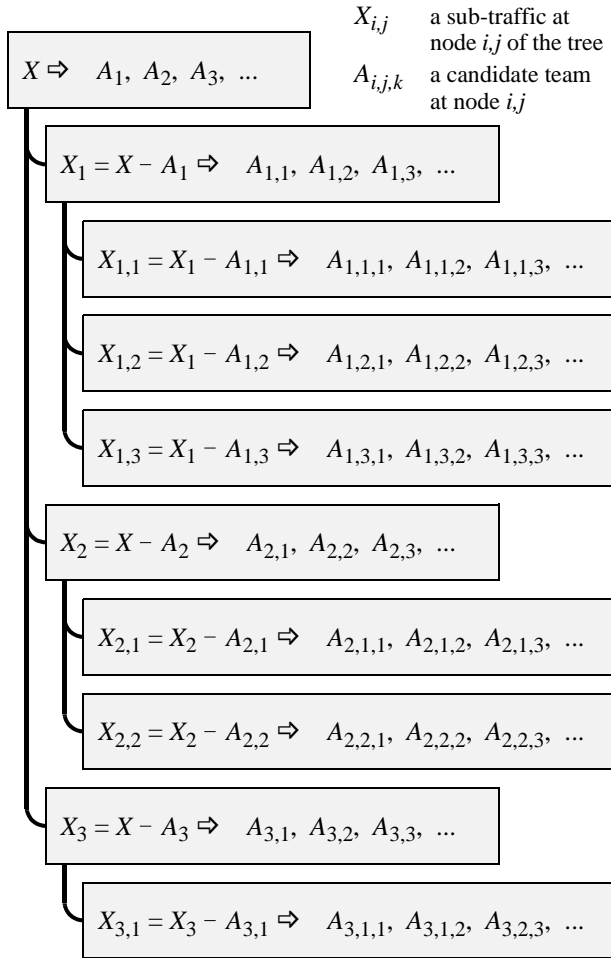 X_{i,j} a sub-traffic at
node i,j of the tree
X ⇨ A_1, A_2, A_3, ...
A_{i,j,k} a candidate team
at node i,j
X_1 = X − A_1 ⇨ A_{1,1}, A_{1,2}, A_{1,3}, ...
X_{1,1} = X_1 − A_{1,1} ⇨ A_{1,1,1}, A_{1,1,2}, A_{1,1,3}, ...
X_{1,2} = X_1 − A_{1,2} ⇨ A_{1,2,1}, A_{1,2,2}, A_{1,2,3}, ...
X_{1,3} = X_1 − A_{1,3} ⇨ A_{1,3,1}, A_{1,3,2}, A_{1,3,3}, ...
X_2 = X − A_2 ⇨ A_{2,1}, A_{2,2}, A_{2,3}, ...
X_{2,1} = X_2 − A_{2,1} ⇨ A_{2,1,1}, A_{2,1,2}, A_{2,1,3}, ...
X_{2,2} = X_2 − A_{2,2} ⇨ A_{2,2,1}, A_{2,2,2}, A_{2,2,3}, ...
X_3 = X − A_3 ⇨ A_{3,1}, A_{3,2}, A_{3,3}, ...
X_{3,1} = X_3 − A_{3,1} ⇨ A_{3,1,1}, A_{3,1,2}, A_{3,2,3}, ...